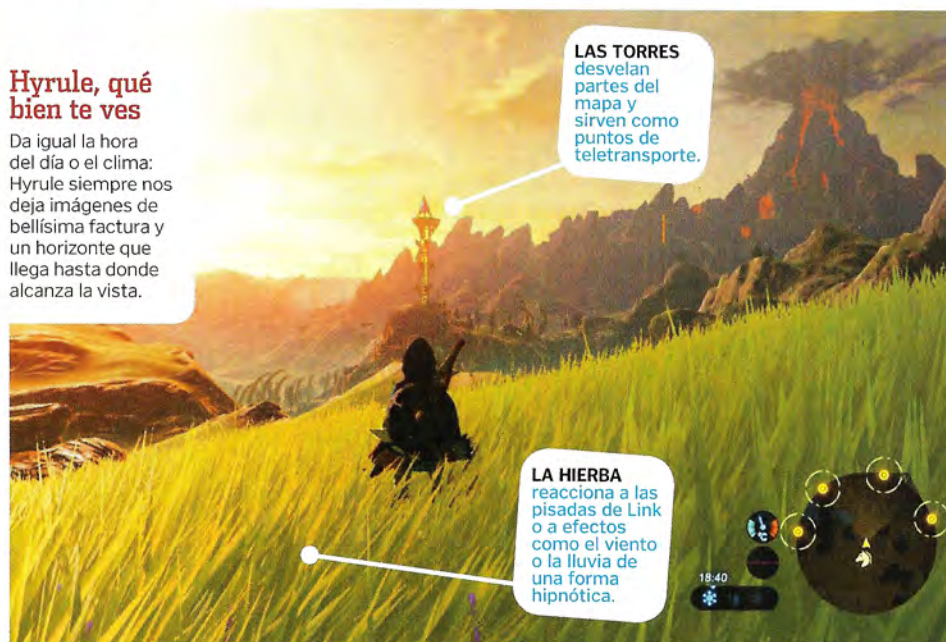 Hyrule, qué
bien te ves
Da igual la hora
del día o el clima:
Hyrule siempre nos
deja imágenes de
bellísima factura y
un horizonte que
llega hasta donde
alcanza la vista.
LAS TORRES
desvelan
partes del
mapa y
sirven como
puntos de
teletransporte.
LA HIERBA
reacciona a las
pisadas de Link
o a efectos
como el viento
o la lluvia de
una forma
hipnótica.
°C
18:40